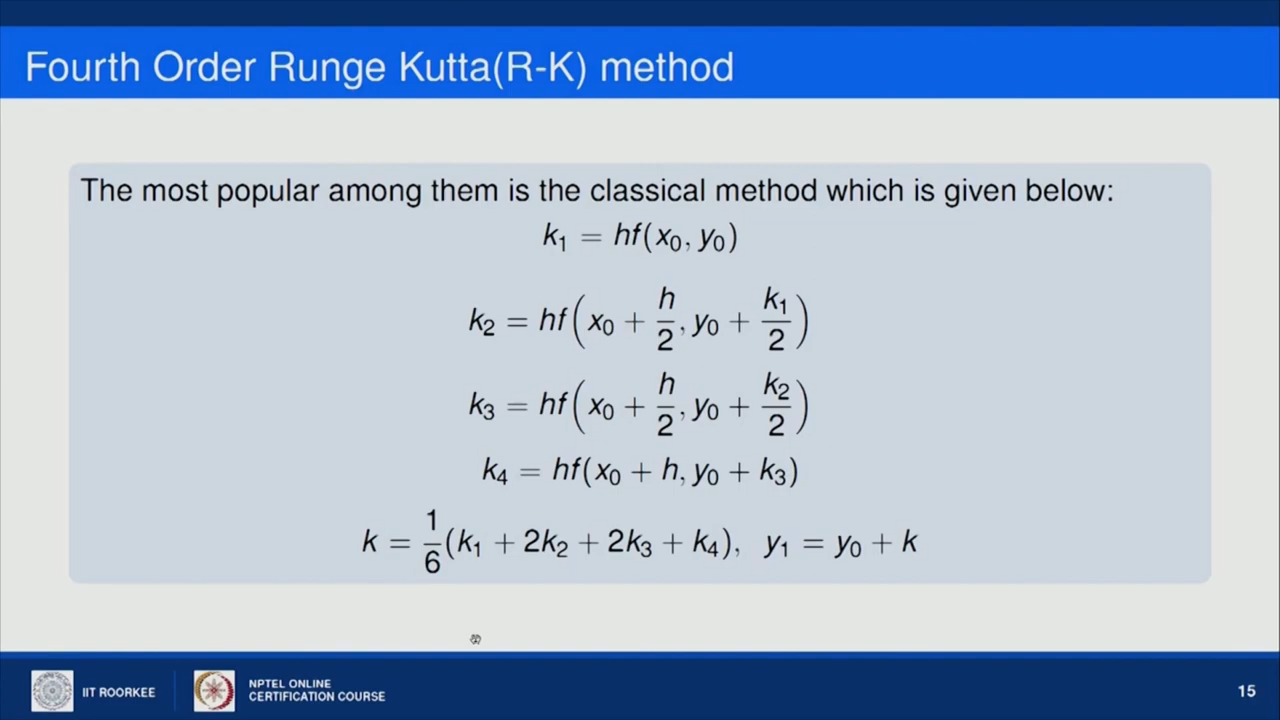 Fourth Order Runge Kutta(R-K) method
The most popular among them is the classical method which is given below:
k₁ = hf(x₀, y₀)
k₂ = hf(x₀ + h/2, y₀ + k₁/2)
k₃ = hf(x₀ + h/2, y₀ + k₂/2)
k₄ = hf(x₀ + h, y₀ + k₃)
k = 1/6(k₁ + 2k₂ + 2k₃ + k₄), y₁ = y₀ + k
IIT ROORKEE
NPTEL ONLINE
CERTIFICATION COURSE
15